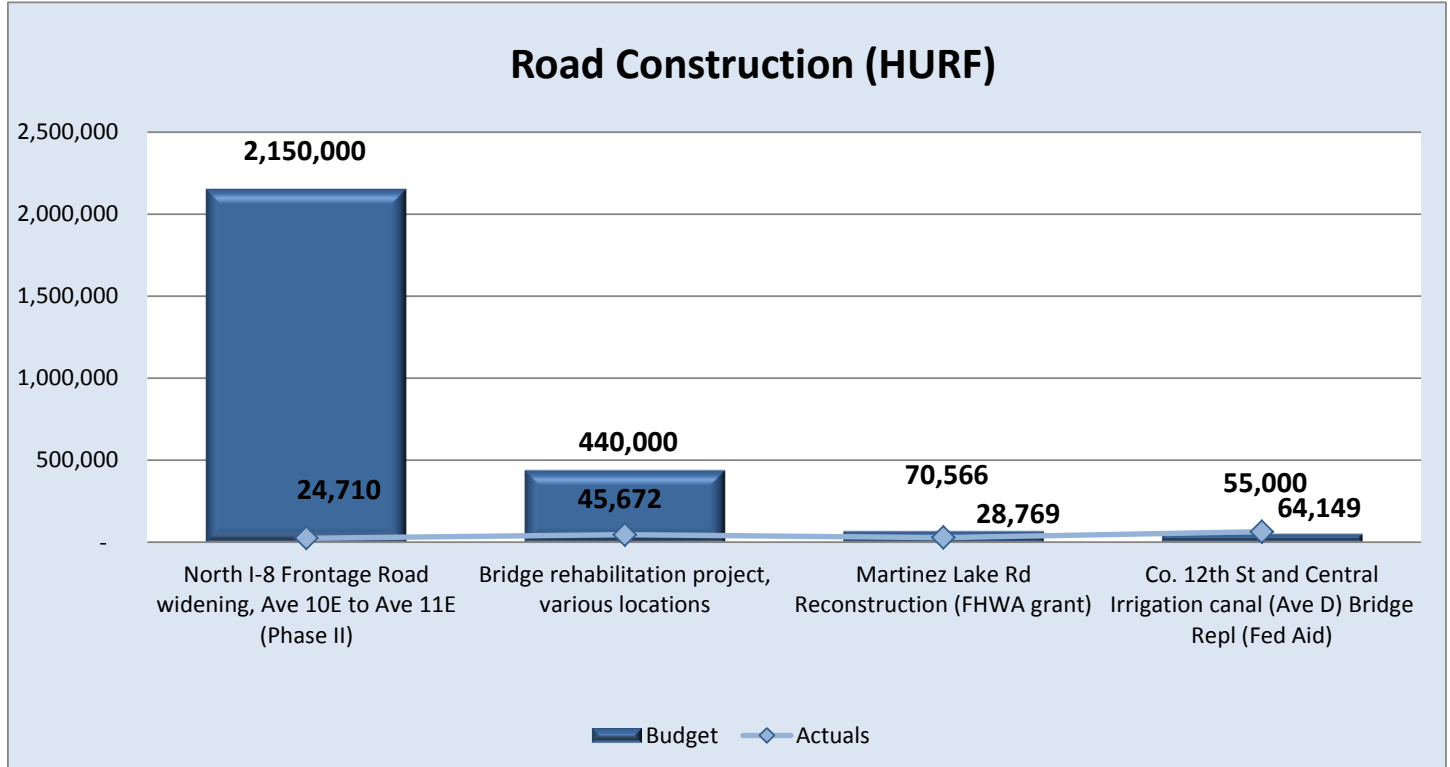 Road Construction (HURF)
2,500,000
2,000,000
1,500,000
1,000,000
500,000
-
2,150,000
24,710
440,000
45,672
70,566
28,769
55,000
64,149
North I-8 Frontage Road
widening, Ave 10E to Ave 11E
(Phase II)
Bridge rehabilitation project,
various locations
Martinez Lake Rd
Reconstruction (FHWA grant)
Co. 12th St and Central
Irrigation canal (Ave D) Bridge
Repl (Fed Aid)
Budget
Actuals